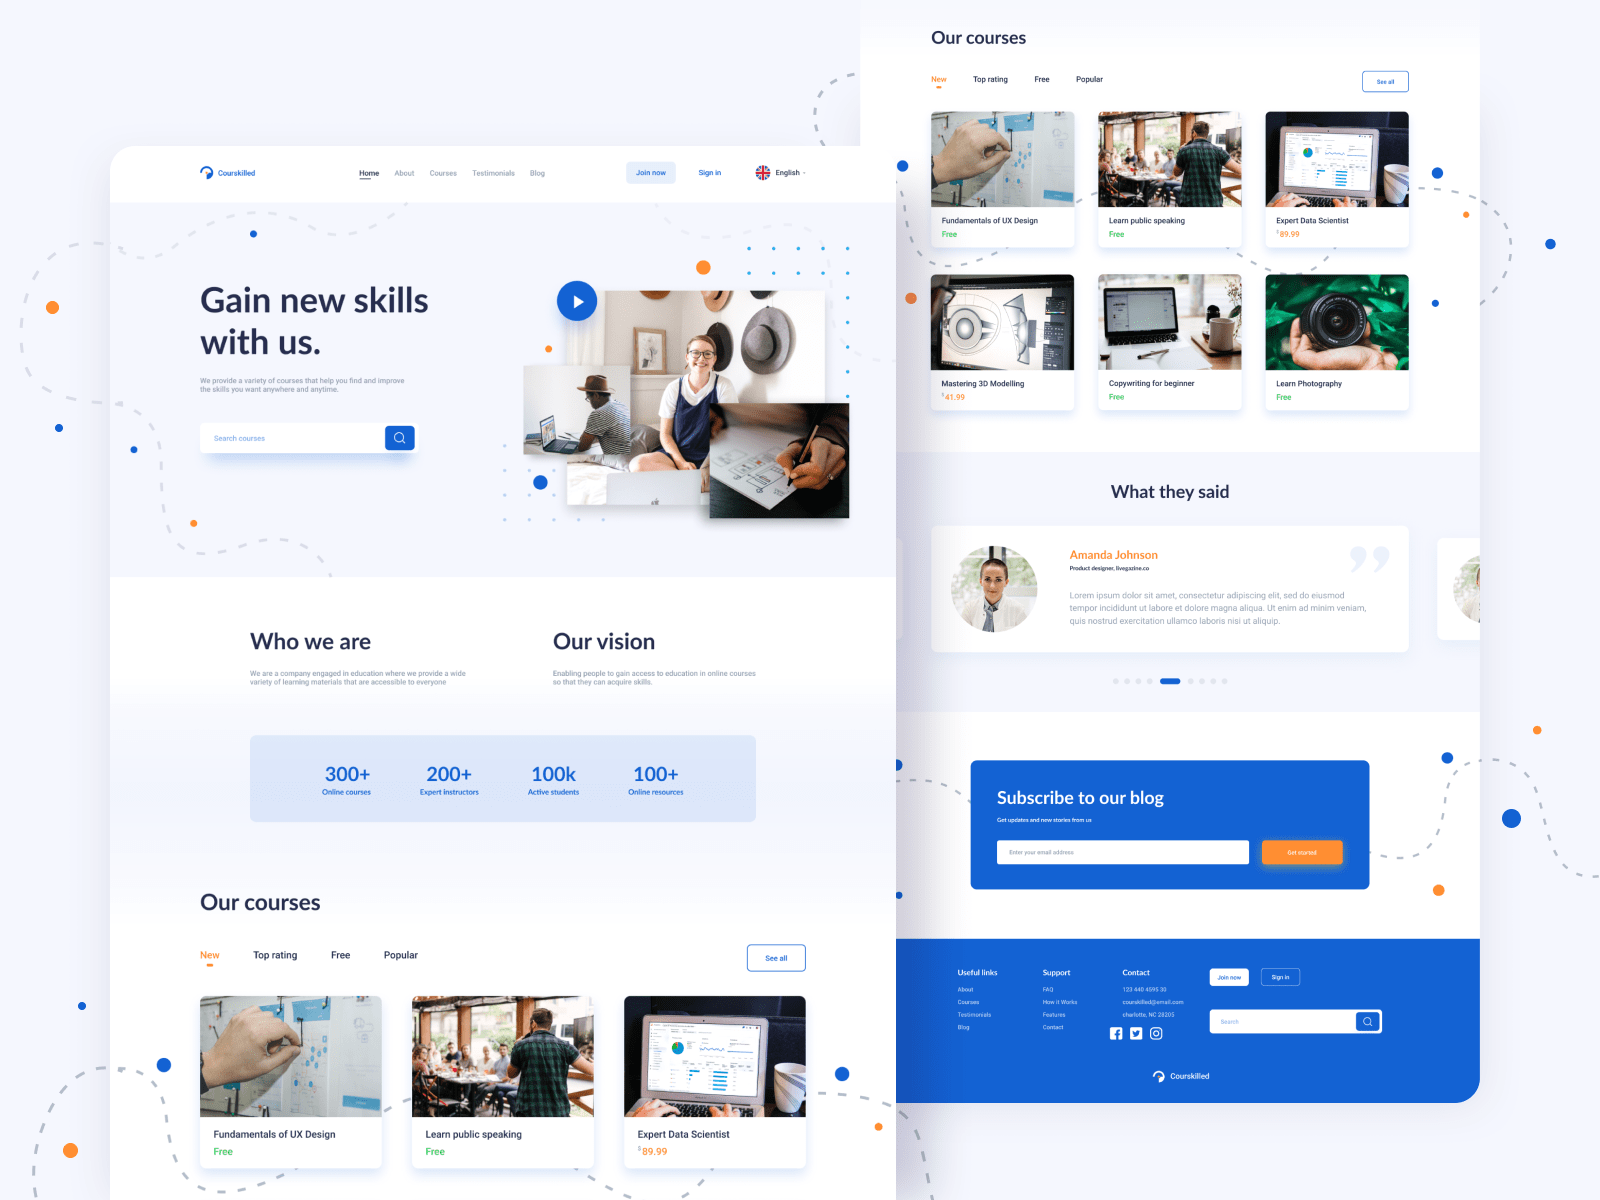 Courskilled
Home About Courses Testimonials Blog
Join now Sign in English
Gain new skills
with us.
We provide a variety of courses that help you find and improve
the skills you want anywhere and anytime.
Search courses
Who we are
We are a company engaged in education where we provide a wide
variety of learning materials that are accessible to everyone
Our vision
Enabling people to gain access to education in online courses
so that they can acquire skills.
300+
Online courses
200+
Expert instructors
100k
Active students
100+
Online resources
Our courses
New Top rating Free Popular
See all
Fundamentals of UX Design
Free
Learn public speaking
Free
Expert Data Scientist
$89.99
Our courses
New Top rating Free Popular
See all
Fundamentals of UX Design
Free
Learn public speaking
Free
Expert Data Scientist
$89.99
Mastering 3D Modelling
$41.99
Copywriting for beginner
Free
Learn Photography
Free
What they said
Amanda Johnson
Product designer, livegazine.co
Lorem ipsum dolor sit amet, consectetur adipiscing elit, sed do eiusmod
tempor incididunt ut labore et dolore magna aliqua. Ut enim ad minim veniam,
quis nostrud exercitation ullamco laboris nisi ut aliquip.
Subscribe to our blog
Get updates and new stories from us
Enter your email address
Get started
Useful links
About
Courses
Testimonials
Blog
Support
FAQ
How it Works
Features
Contact
Contact
123 440 4595 30
courskilled@email.com
charlotte, NC 28205
Join now
Sign in
Search
Courskilled